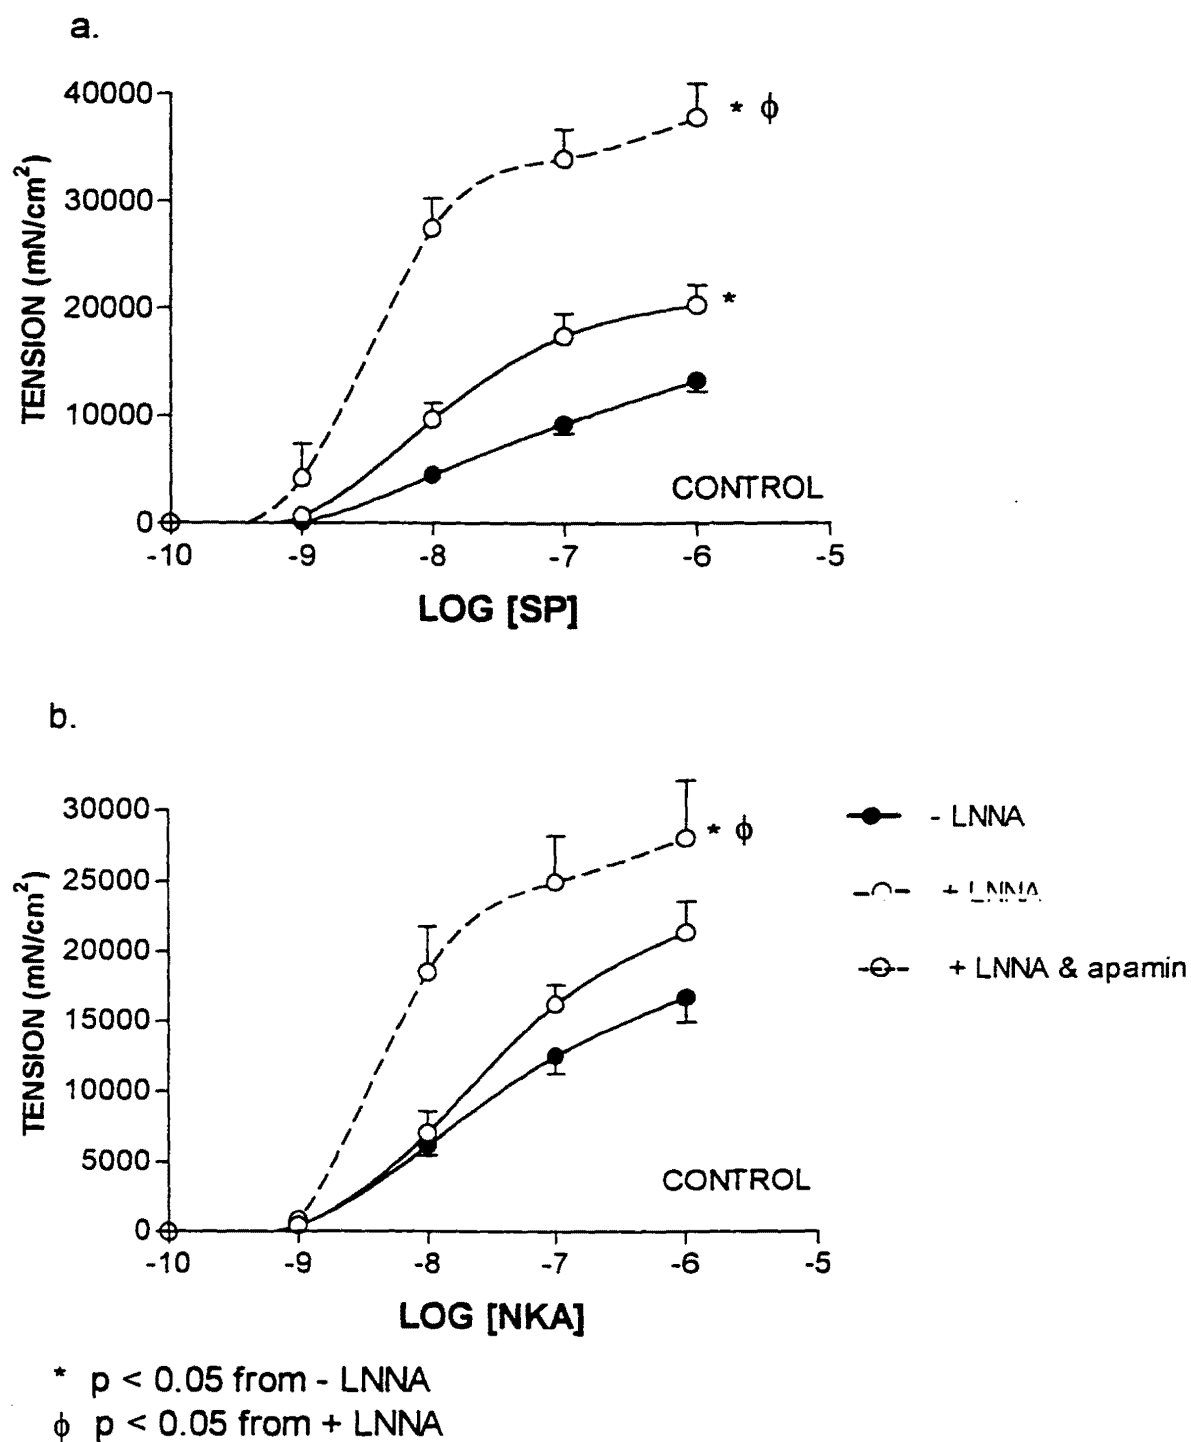 a.
40000
30000
20000
10000
0
TENSION (mN/cm²)
* ϕ
*
CONTROL
-10 -9 -8 -7 -6 -5
LOG [SP]
b.
30000
25000
20000
15000
10000
5000
0
TENSION (mN/cm²)
* ϕ
CONTROL
-10 -9 -8 -7 -6 -5
LOG [NKA]
- LNNA
+ LNNA
+ LNNA & apamin
* p < 0.05 from - LNNA
ϕ p < 0.05 from + LNNA